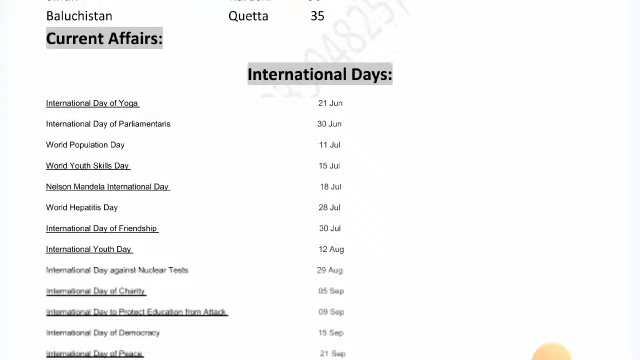 Baluchistan Quetta 35
Current Affairs:
International Days:
International Day of Yoga 21 Jun
International Day of Parliamentaris 30 Jun
World Population Day 11 Jul
World Youth Skills Day 15 Jul
Nelson Mandela International Day 18 Jul
World Hepatitis Day 28 Jul
International Day of Friendship 30 Jul
International Youth Day 12 Aug
International Day against Nuclear Tests 29 Aug
International Day of Charity 05 Sep
International Day to Protect Education from Attack 09 Sep
International Day of Democracy 15 Sep
International Day of Peace 21 Sep